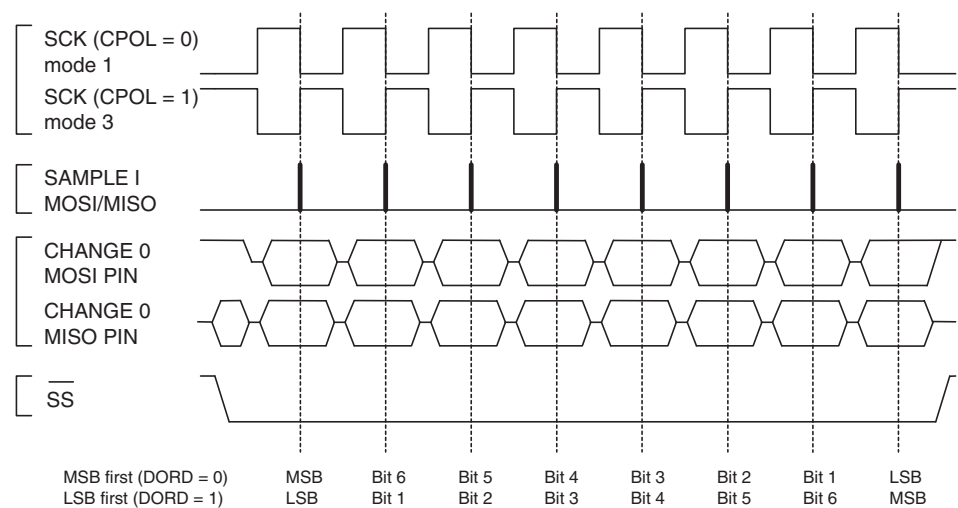 SCK (CPOL = 0)
mode 1
SCK (CPOL = 1)
mode 3
SAMPLE I
MOSI/MISO
CHANGE 0
MOSI PIN
CHANGE 0
MISO PIN
SS
MSB first (DORD = 0) MSB Bit 6 Bit 5 Bit 4 Bit 3 Bit 2 Bit 1 LSB
LSB first (DORD = 1) LSB Bit 1 Bit 2 Bit 3 Bit 4 Bit 5 Bit 6 MSB